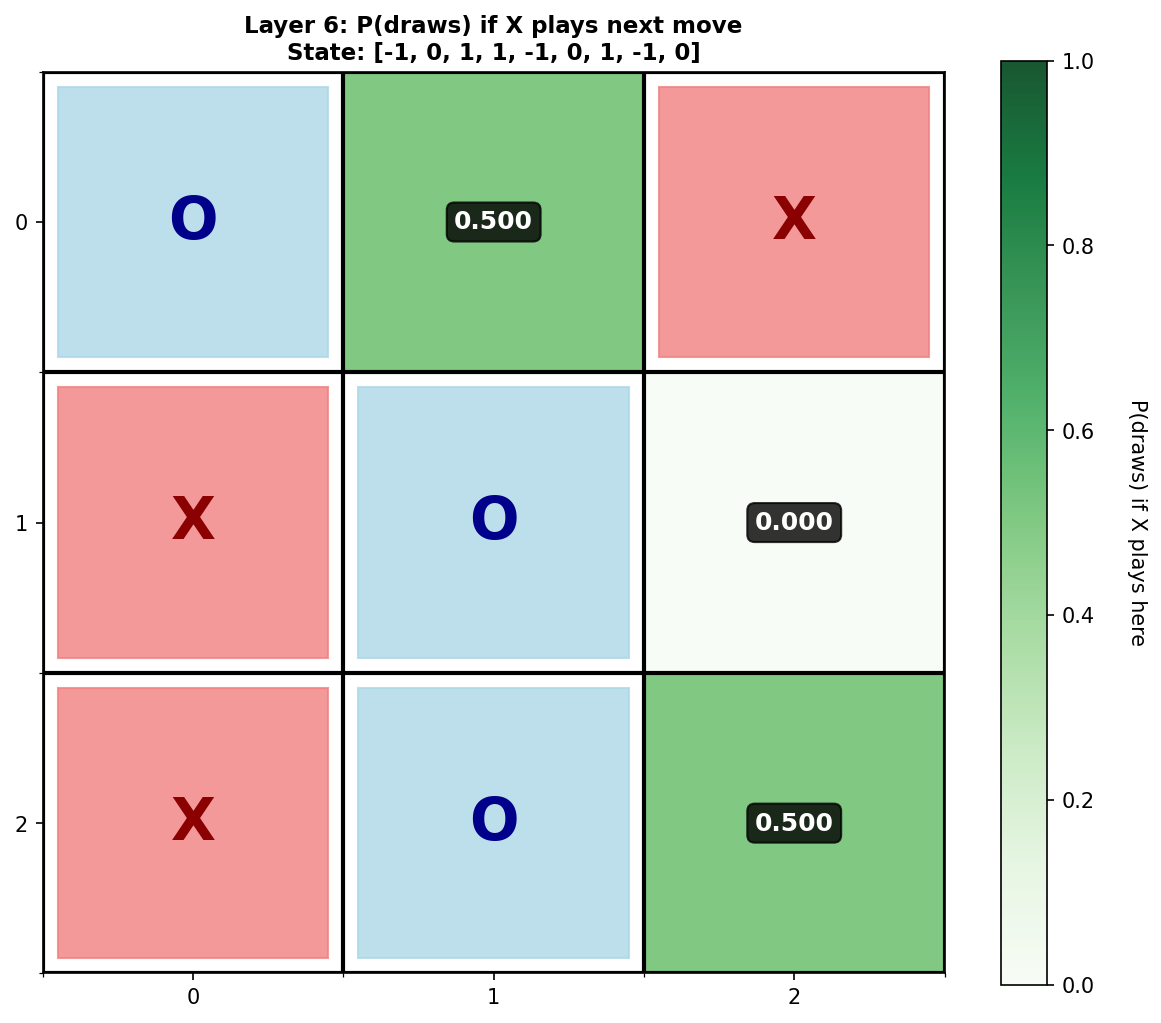 Layer 6: P(draws) if X plays next move
State: [-1, 0, 1, 1, -1, 0, 1, -1, 0]
O
0.500
X
X
O
0.000
X
O
0.500
0
1
2
0
1
2
1.0
0.8
0.6
0.4
0.2
0.0
P(draws) if X plays here